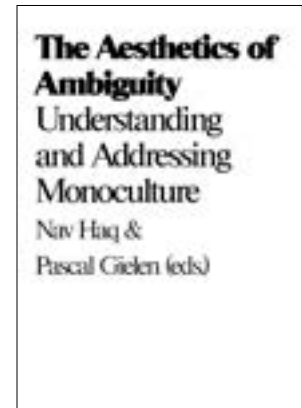 The Aesthetics of
Ambiguity
Understanding
and Addressing
Monoculture
Nav Haq &
Pascal Gielen (eds.)